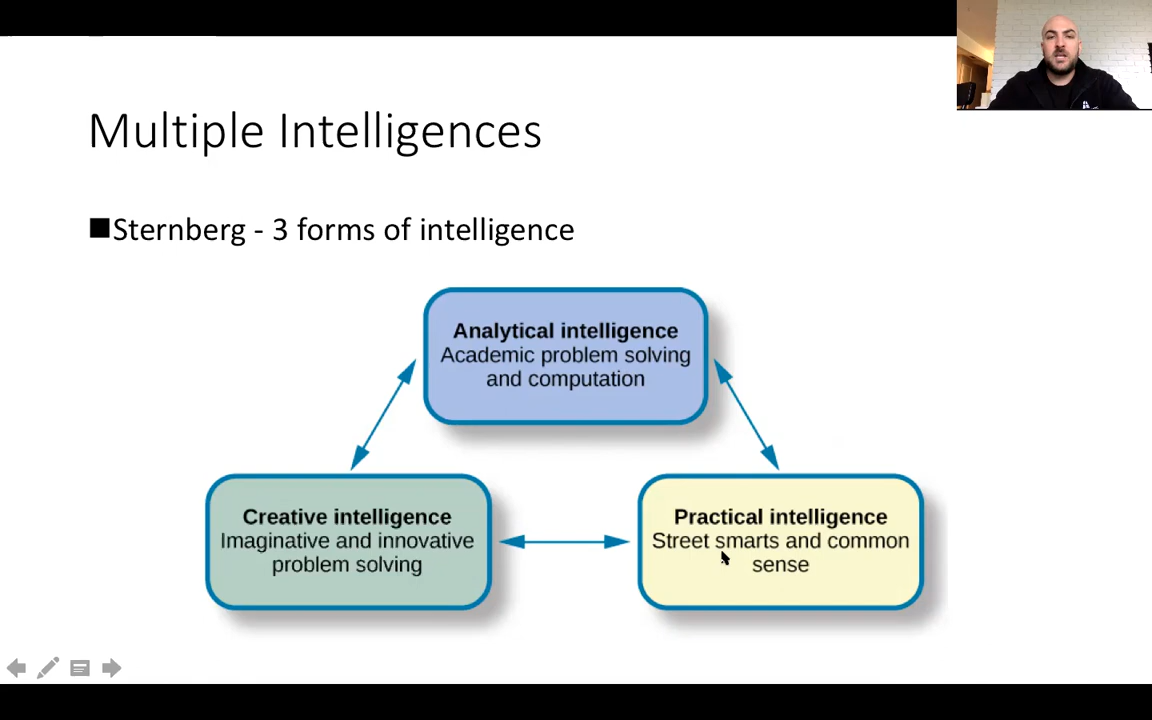 Multiple Intelligences
■Sternberg - 3 forms of intelligence
Analytical intelligence
Academic problem solving
and computation
Creative intelligence
Imaginative and innovative
problem solving
Practical intelligence
Street smarts and common
sense